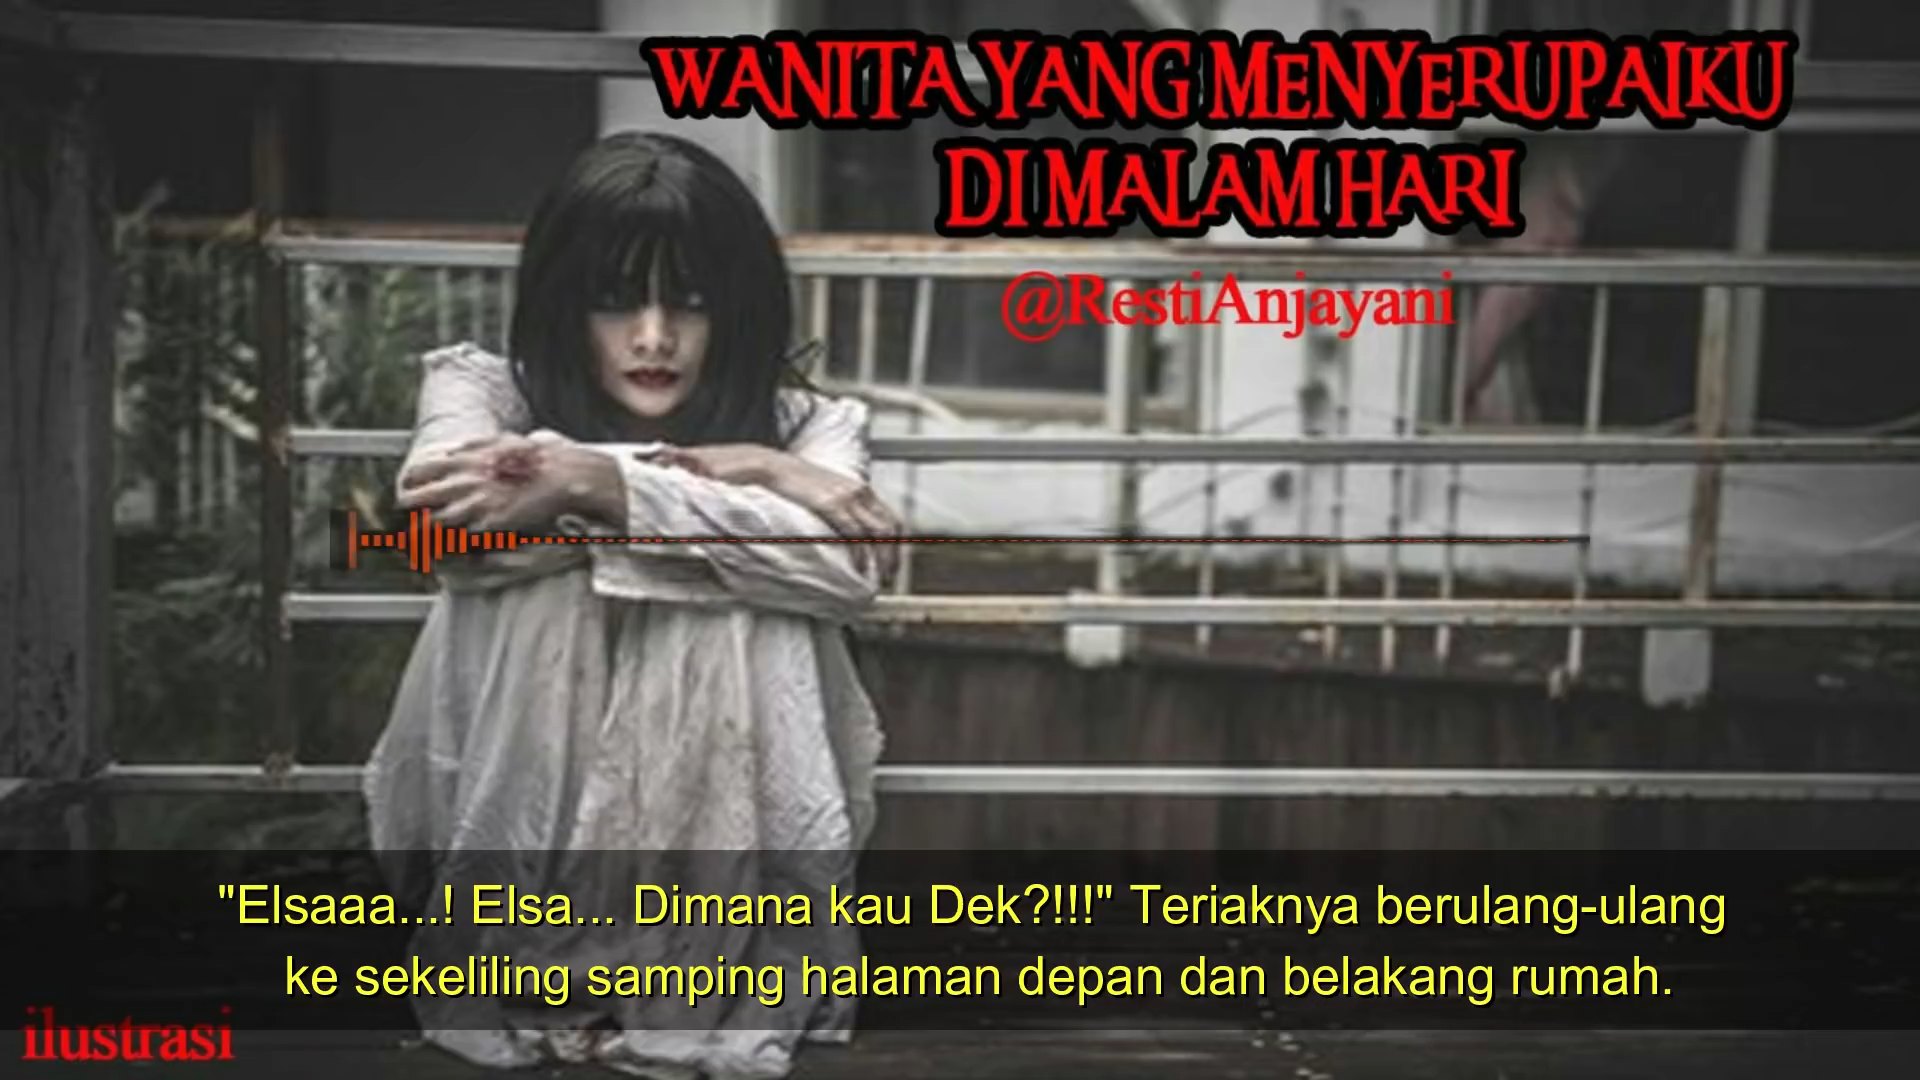 WANITA YANG MENYERUPAIKU
DI MALAM HARI
@RestiAnjayani
"Elsaaa...! Elsa... Dimana kau Dek?!!!" Teriaknya berulang-ulang
ke sekeliling samping halaman depan dan belakang rumah.
ilustrasi